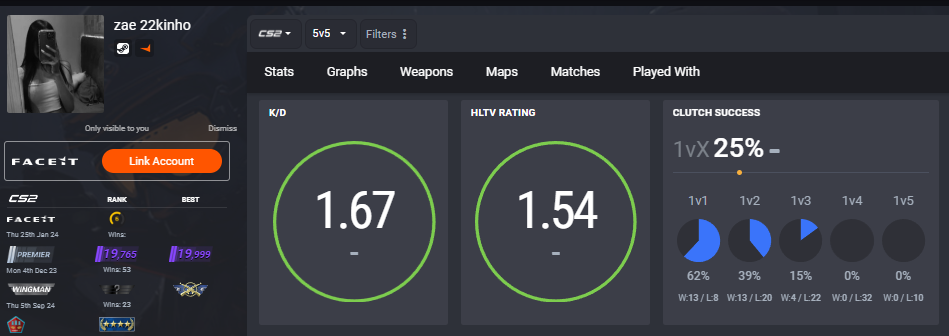 zae 22kinho
Only visible to you
Dismiss
FACEIT
Link Account
CS2
RANK
BEST
FACEIT
Thu 25th Jan 24
Wins:
PREMIER
19,765
19,999
Mon 4th Dec 23
Wins: 53
WINGMAN
?
Thu 5th Sep 24
Wins: 23
CS2
5v5
Filters
Stats
Graphs
Weapons
Maps
Matches
Played With
K/D
1.67
-
HLTV RATING
1.54
-
CLUTCH SUCCESS
1vX 25% -
1v1
1v2
1v3
1v4
1v5
62%
39%
15%
0%
0%
W:13 / L:8
W:13 / L:20
W:4 / L:22
W:0 / L:32
W:0 / L:10